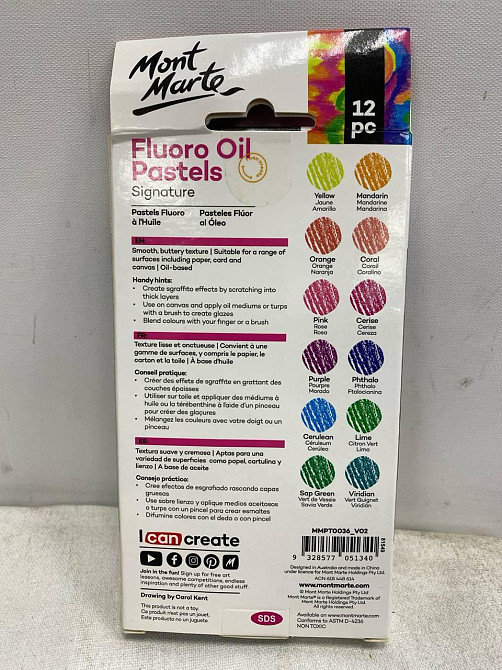 Mont
Marte
12
pc
Fluoro Oil
Pastels
Signature
Pastels Fluoro
à l'Huile
Pasteles Flúor
al Óleo
EN:
Smooth, buttery texture | Suitable for a range of
surfaces including paper, card and
canvas | Oil-based
Handy hints:
• Create sgraffito effects by scratching into
thick layers
• Use on canvas and apply oil mediums or turps
with a brush to create glazes
• Blend colours with your finger or a brush
FR:
Texture lisse et onctueuse | Convient à une
gamme de surfaces, y compris le papier, le
carton et la toile | À base d'huile
Conseil pratique:
• Créer des effets de sgraffite en grattant des
couches épaisses
• Utiliser sur toile et appliquer des médiums à
huile ou la térébenthine à l'aide d'un pinceau
pour créer des glaçures
• Mélangez les couleurs avec votre doigt ou un
pinceau
ES:
Textura suave y cremosa | Aptas para una
variedad de superficies como papel, cartulina y
lienzo | A base de aceite
Consejo práctico:
• Cree efectos de esgrafiado rascando capas
gruesas
• Use sobre lienzo y aplique medios aceitosos
o turps con un pincel para crear esmaltes
• Difumine colores con el dedo o con pincel
I can create
Join in the fun! Sign up for free art
lessons, awesome competitions, endless
inspiration and plenty of other good stuff.
Drawing by Carol Kent
This product is not a toy.
Ce produit n'est pas un jouet.
Este producto no es un juguete
SDS
Yellow
Jaune
Amarillo
Mandarin
Mandarine
Mandarina
Orange
Orange
Naranja
Coral
Corail
Coralino
Pink
Rose
Rosa
Cerise
Cerise
Cereza
Purple
Pourpre
Morado
Phthalo
Phthalo
Ftalocianina
Cerulean
Céruleum
Cerúleo
Lime
Citron Vert
Lima
Sap Green
Vert de Vessie
Savia Verde
Viridian
Vert Guignet
Viridián
MMPT0036_V02
9 328577 051340
81540
Designed in Australia and made in China
under licence for Mont Marte Holdings Pty Ltd.
ACN 618 448 614
www.montmarte.com
© Mont Marte Holdings Pty Ltd
Mont Marte® is a Registered Trademark of
Mont Marte Holdings Pty Ltd.
All rights reserved.
Available on www.montmarte.com
Conforms to ASTM D-4236
NON TOXIC